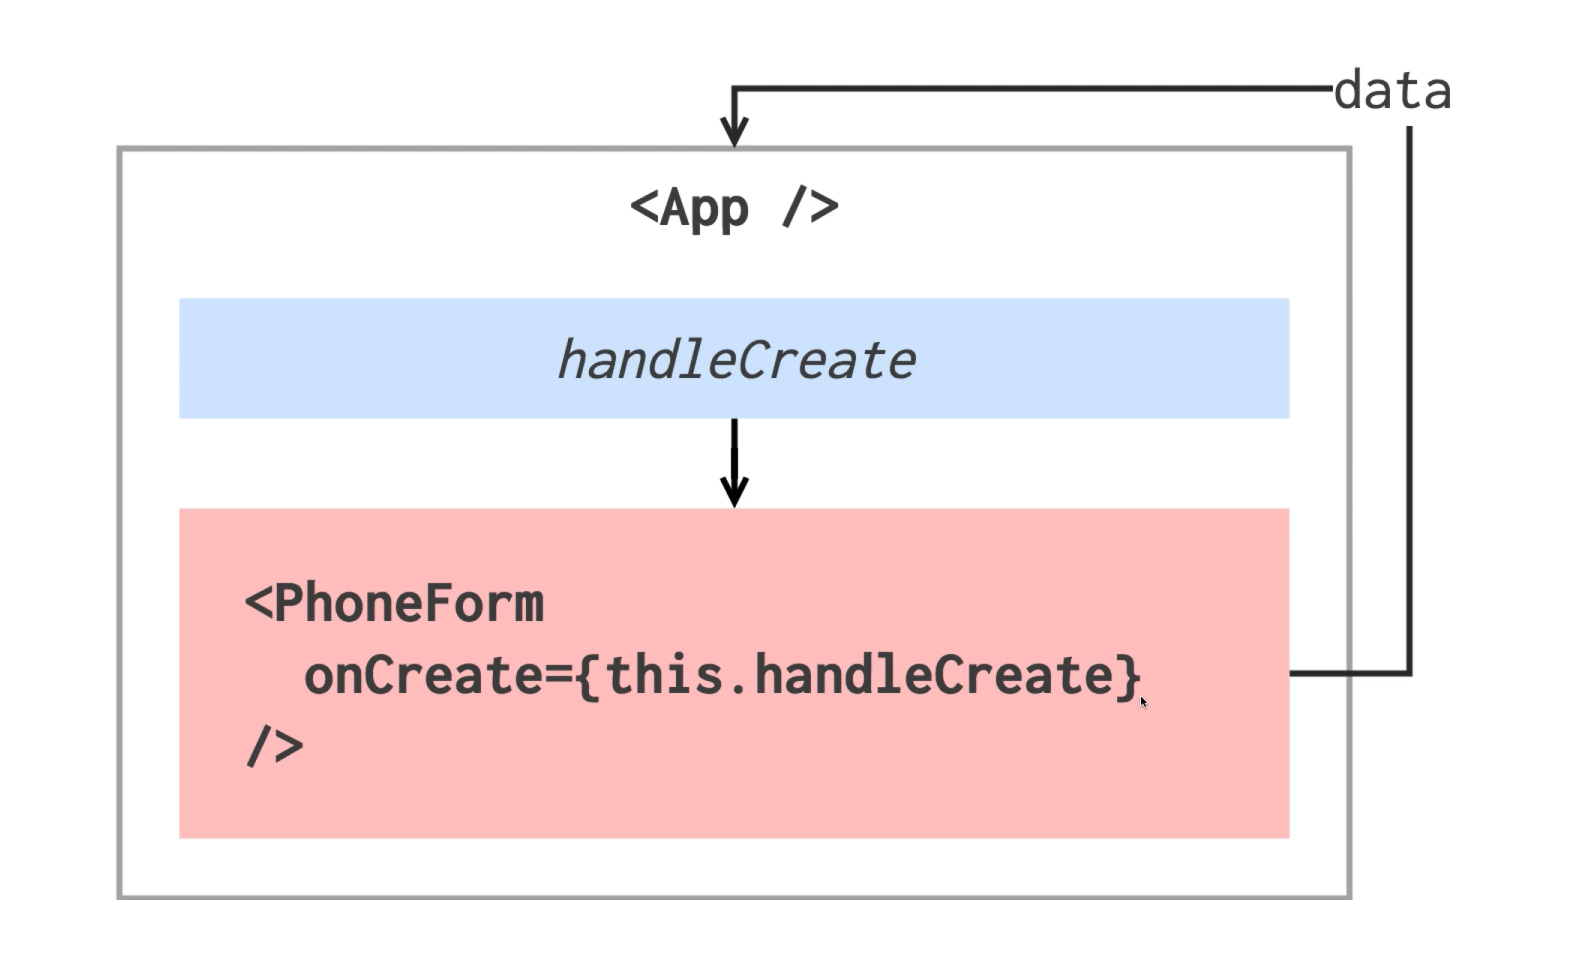 data
<App />
handleCreate
<PhoneForm
onCreate={this.handleCreate}
/>